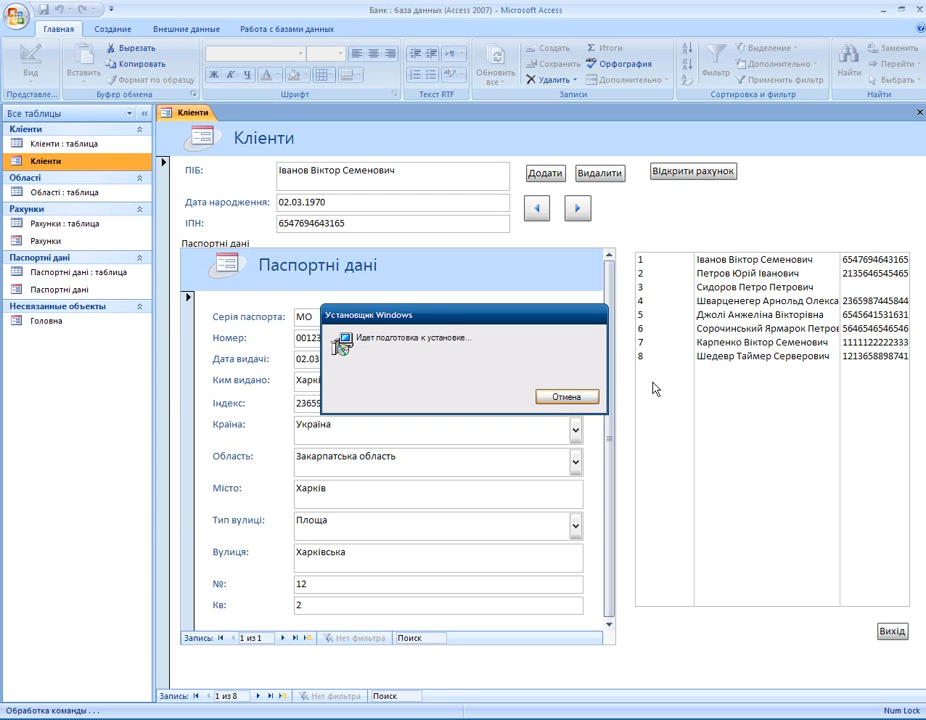 Банк : база данных (Access 2007) - Microsoft Access
Главная Создание Внешние данные Работа с базами данных
Вид
Представле...
Вставить
Вырезать
Копировать
Формат по образцу
Буфер обмена
Ж К Ч А
Шрифт
Текст RTF
Обновить все
Создать
Сохранить
Удалить
Итоги
Орфография
Дополнительно
Записи
Фильтр
Выделение
Дополнительно
Применить фильтр
Сортировка и фильтр
Найти
Заменить
Перейти
Выбрать
Найти
Все таблицы
Клієнти
Клієнти : таблица
Клієнти
Області
Області : таблица
Рахунки
Рахунки : таблица
Рахунки
Паспортні дані
Паспортні дані : таблица
Паспортні дані
Несвязанные объекты
Головна
Клієнти
Клієнти
ПІБ: Іванов Віктор Семенович
Дата народження: 02.03.1970
ІПН: 6547694643165
Додати Видалити Відкрити рахунок
Паспортні дані
Паспортні дані
Серія паспорта: МО
Номер: 00123
Дата видачі: 02.03
Ким видано: Харкі
Індекс: 23659
Країна: Україна
Область: Закарпатська область
Місто: Харків
Тип вулиці: Площа
Вулиця: Харківська
№: 12
Кв: 2
Запись: 1 из 1 Нет фильтра Поиск
Установщик Windows
Идет подготовка к установке...
Отмена
1 Іванов Віктор Семенович 6547694643165
2 Петров Юрій Іванович 2135646545465
3 Сидоров Петро Петрович
4 Шварценегер Арнольд Олекса 2365987445844
5 Джолі Анжеліна Вікторівна 6545641531631
6 Сорочинський Ярмарок Петров 5646546546546
7 Карпенко Віктор Семенович 1111122222333
8 Шедевр Таймер Серверович 1213658898741
Вихід
Запись: 1 из 8 Нет фильтра Поиск
Обработка команды . . .
Num Lock